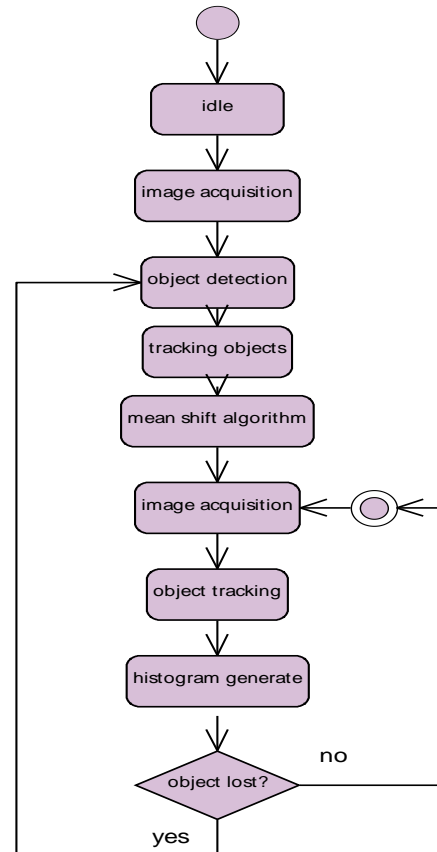 idle
image acquisition
object detection
tracking objects
mean shift algorithm
image acquisition
object tracking
histogram generate
object lost?
no
yes